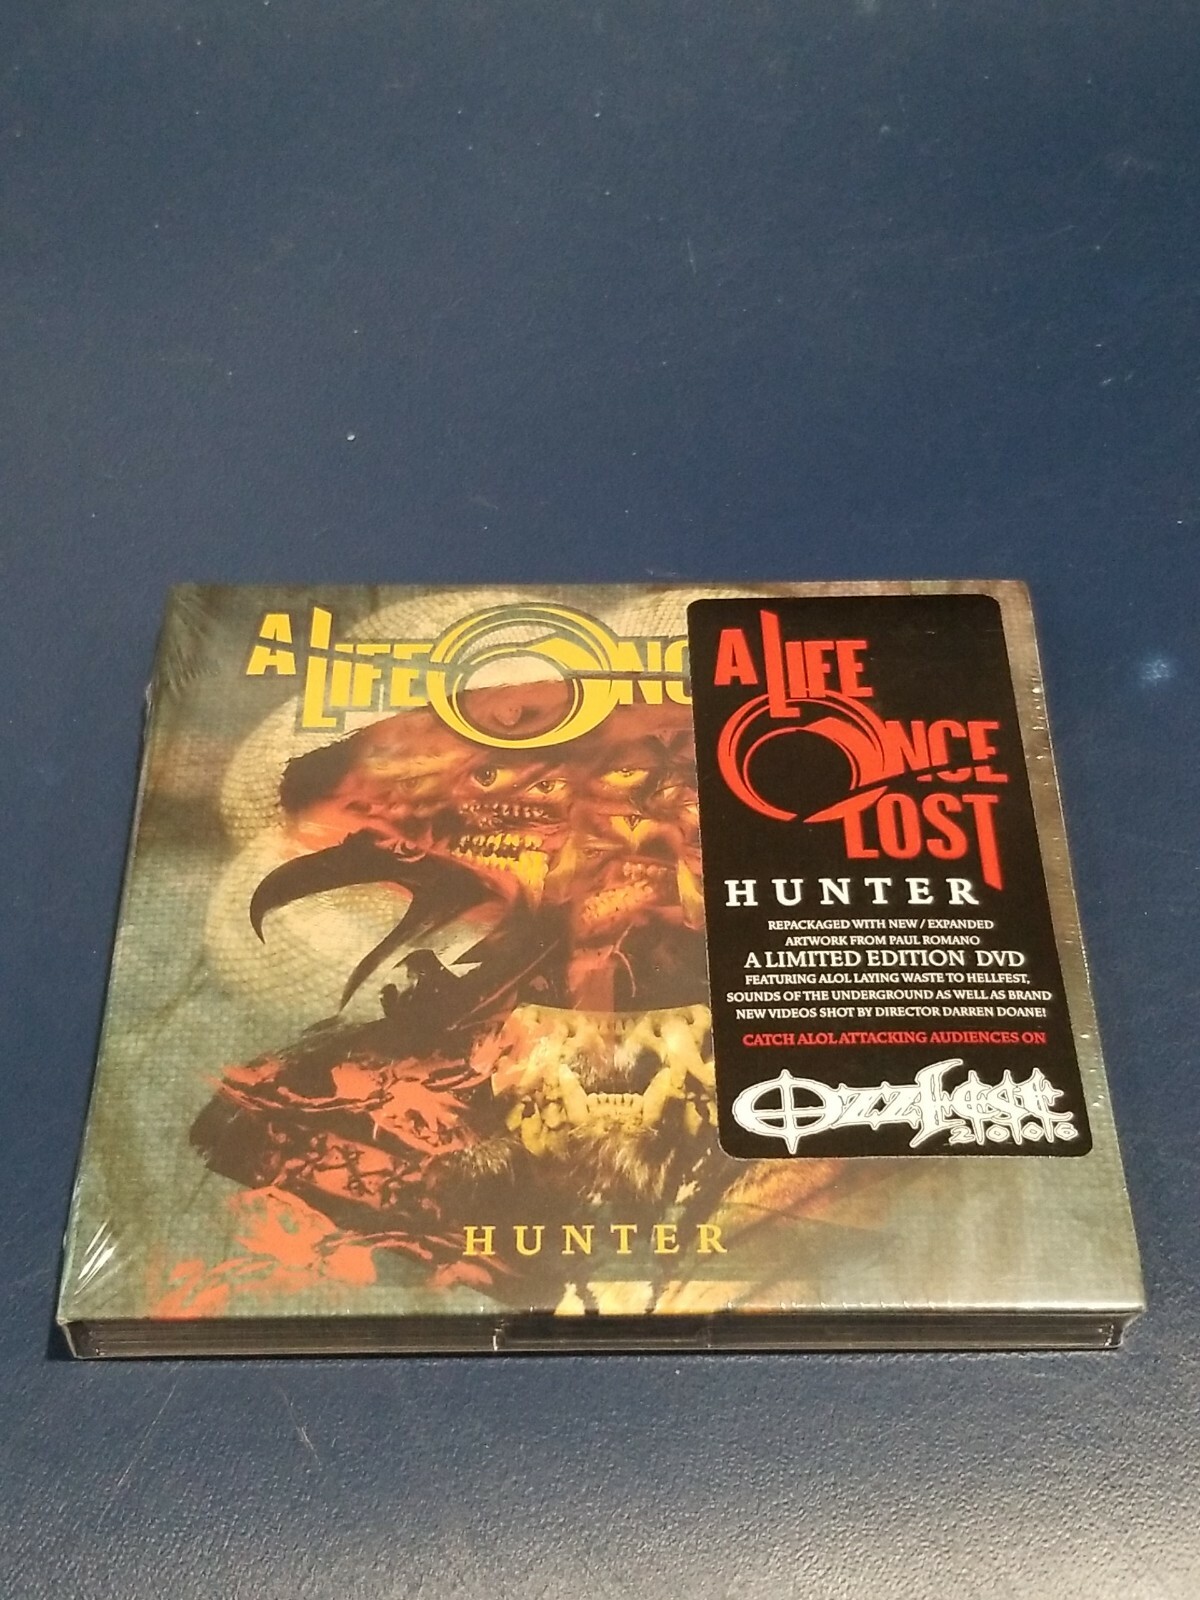 A LIFE ONC
HUNTER
A LIFE
ONCE
LOST
HUNTER
REPACKAGED WITH NEW / EXPANDED
ARTWORK FROM PAUL ROMANO
A LIMITED EDITION DVD
FEATURING ALOL LAYING WASTE TO HELLFEST,
SOUNDS OF THE UNDERGROUND AS WELL AS BRAND
NEW VIDEOS SHOT BY DIRECTOR DARREN DOANE!
CATCH ALOL ATTACKING AUDIENCES ON
OZZFEST
2006